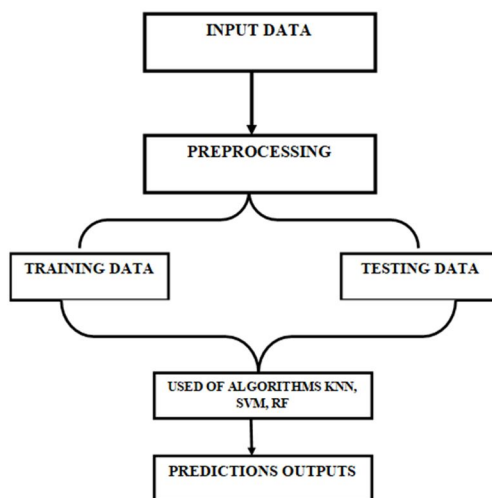 INPUT DATA
PREPROCESSING
TRAINING DATA
TESTING DATA
USED OF ALGORITHMS KNN,
SVM, RF
PREDICTIONS OUTPUTS